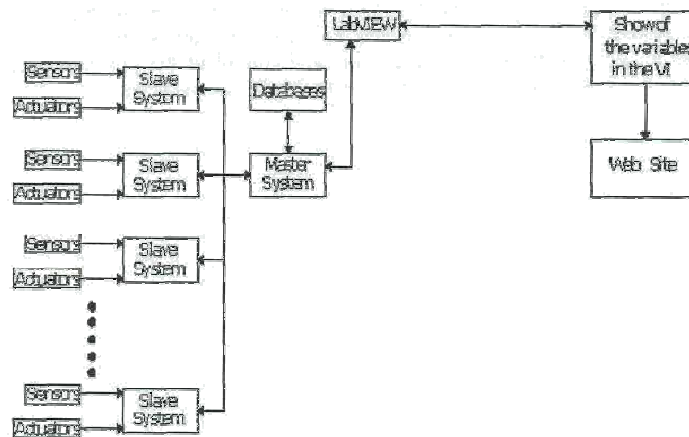 LabVIEW
Show of
the variables
in the VI
Sensors
Actuators
Slave
System
Databases
Sensors
Actuators
Slave
System
Master
System
Web Site
Sensors
Actuators
Slave
System
Sensors
Actuators
Slave
System